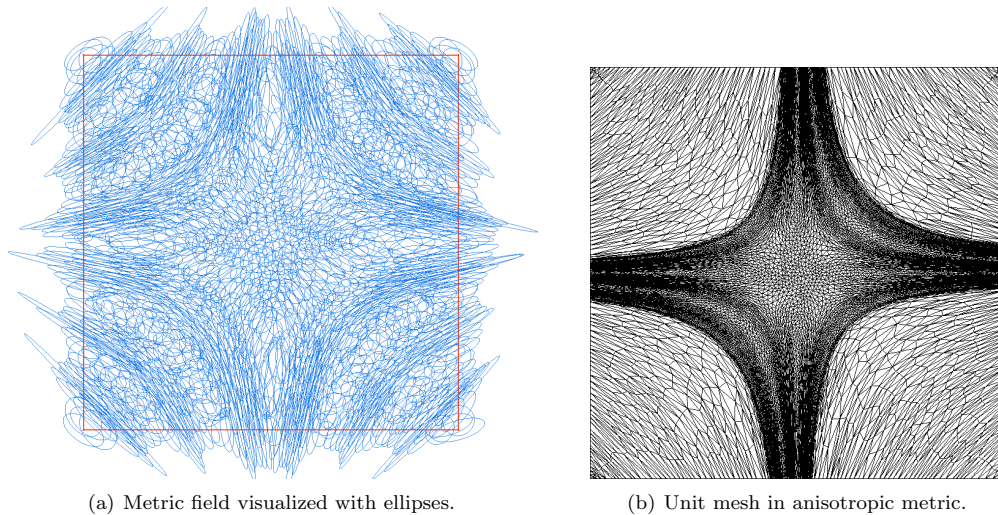 (a) Metric field visualized with ellipses.
(b) Unit mesh in anisotropic metric.